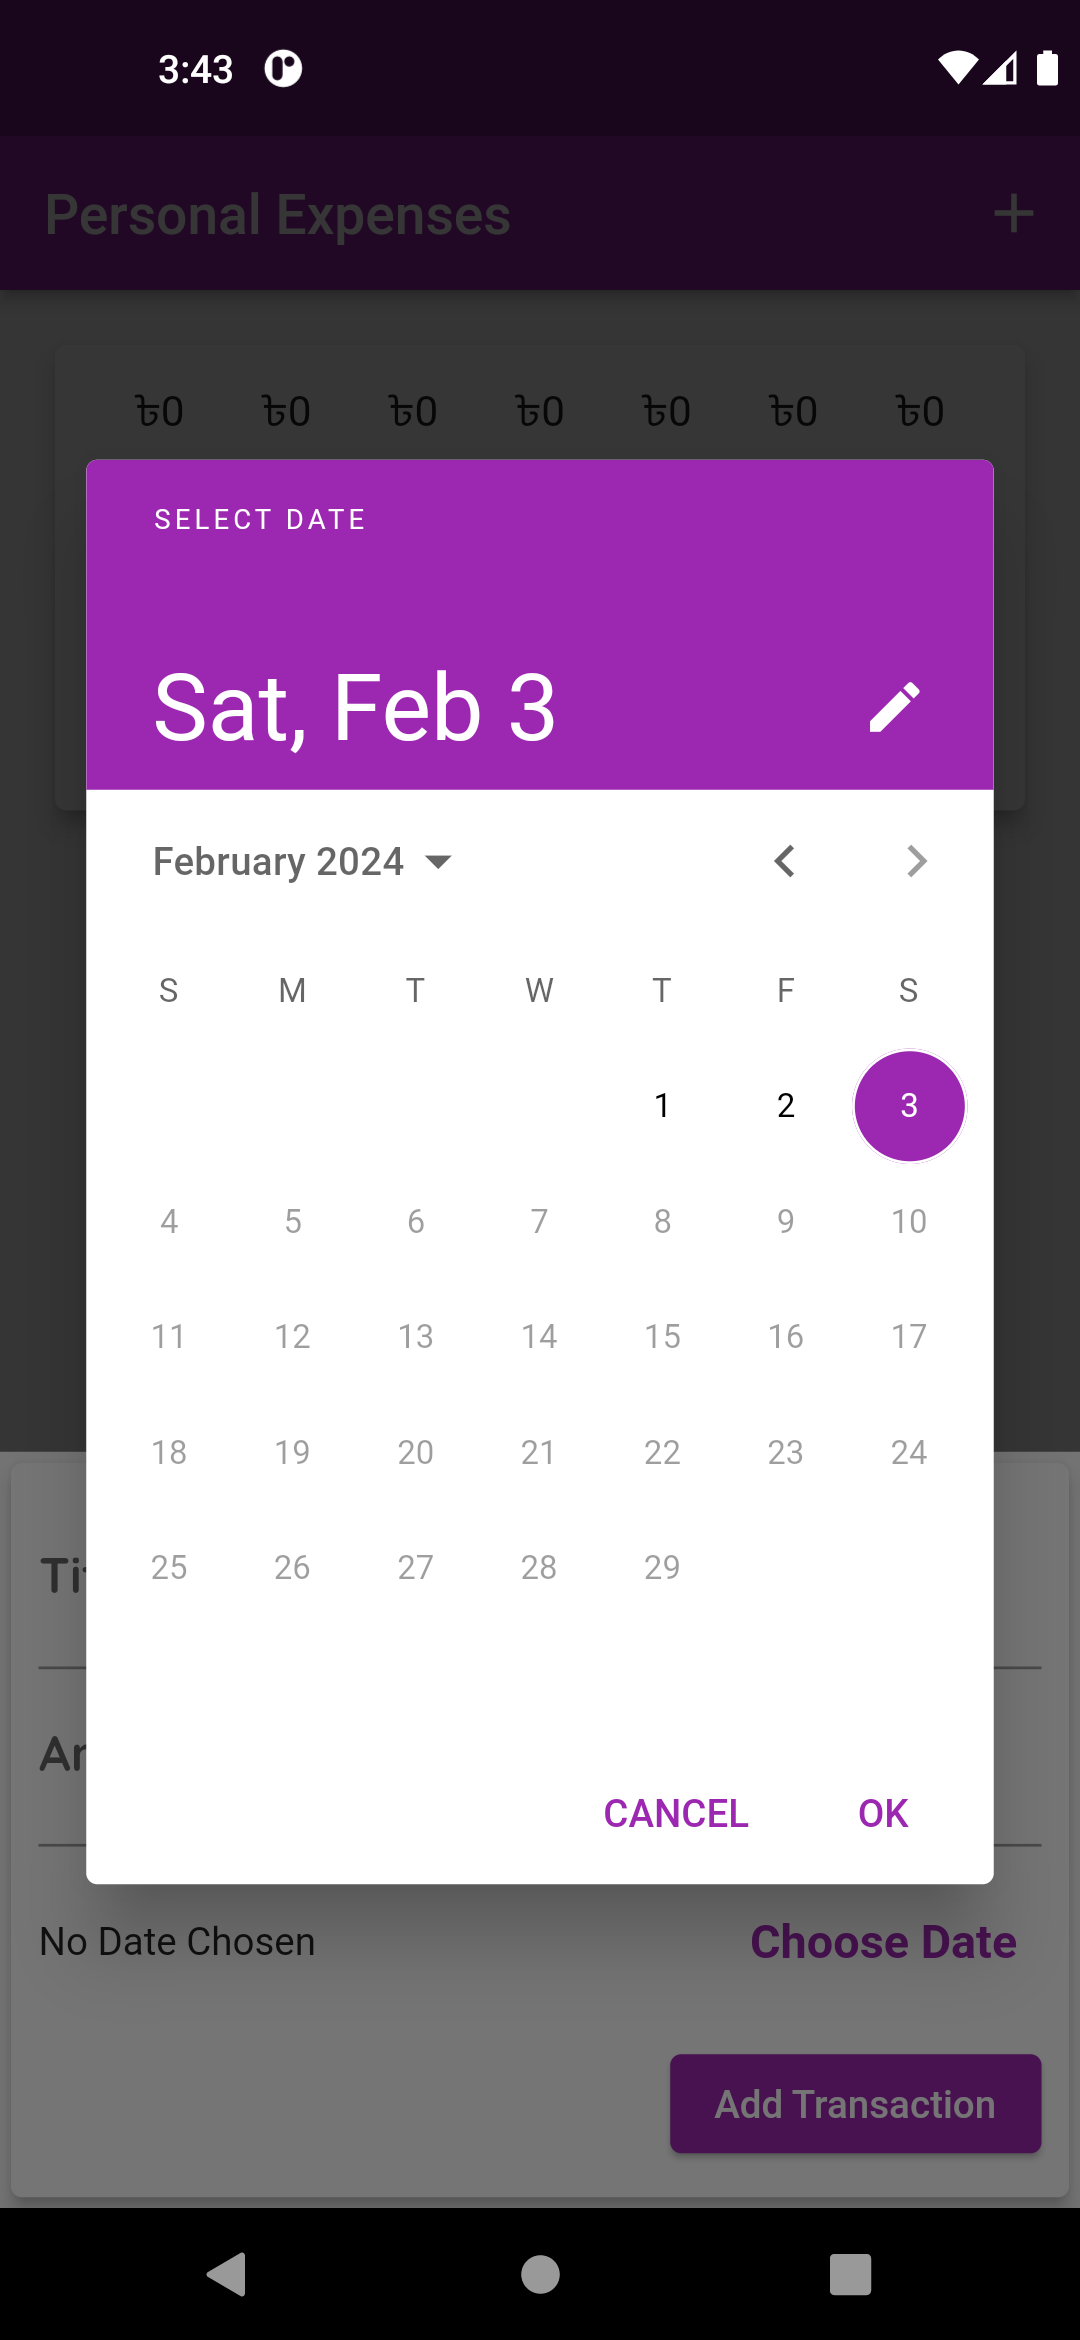 3:43
Personal Expenses
৳0 ৳0 ৳0 ৳0 ৳0 ৳0 ৳0
SELECT DATE
Sat, Feb 3
February 2024
S M T W T F S
1 2 3
4 5 6 7 8 9 10
11 12 13 14 15 16 17
18 19 20 21 22 23 24
25 26 27 28 29
CANCEL OK
No Date Chosen Choose Date
Add Transaction